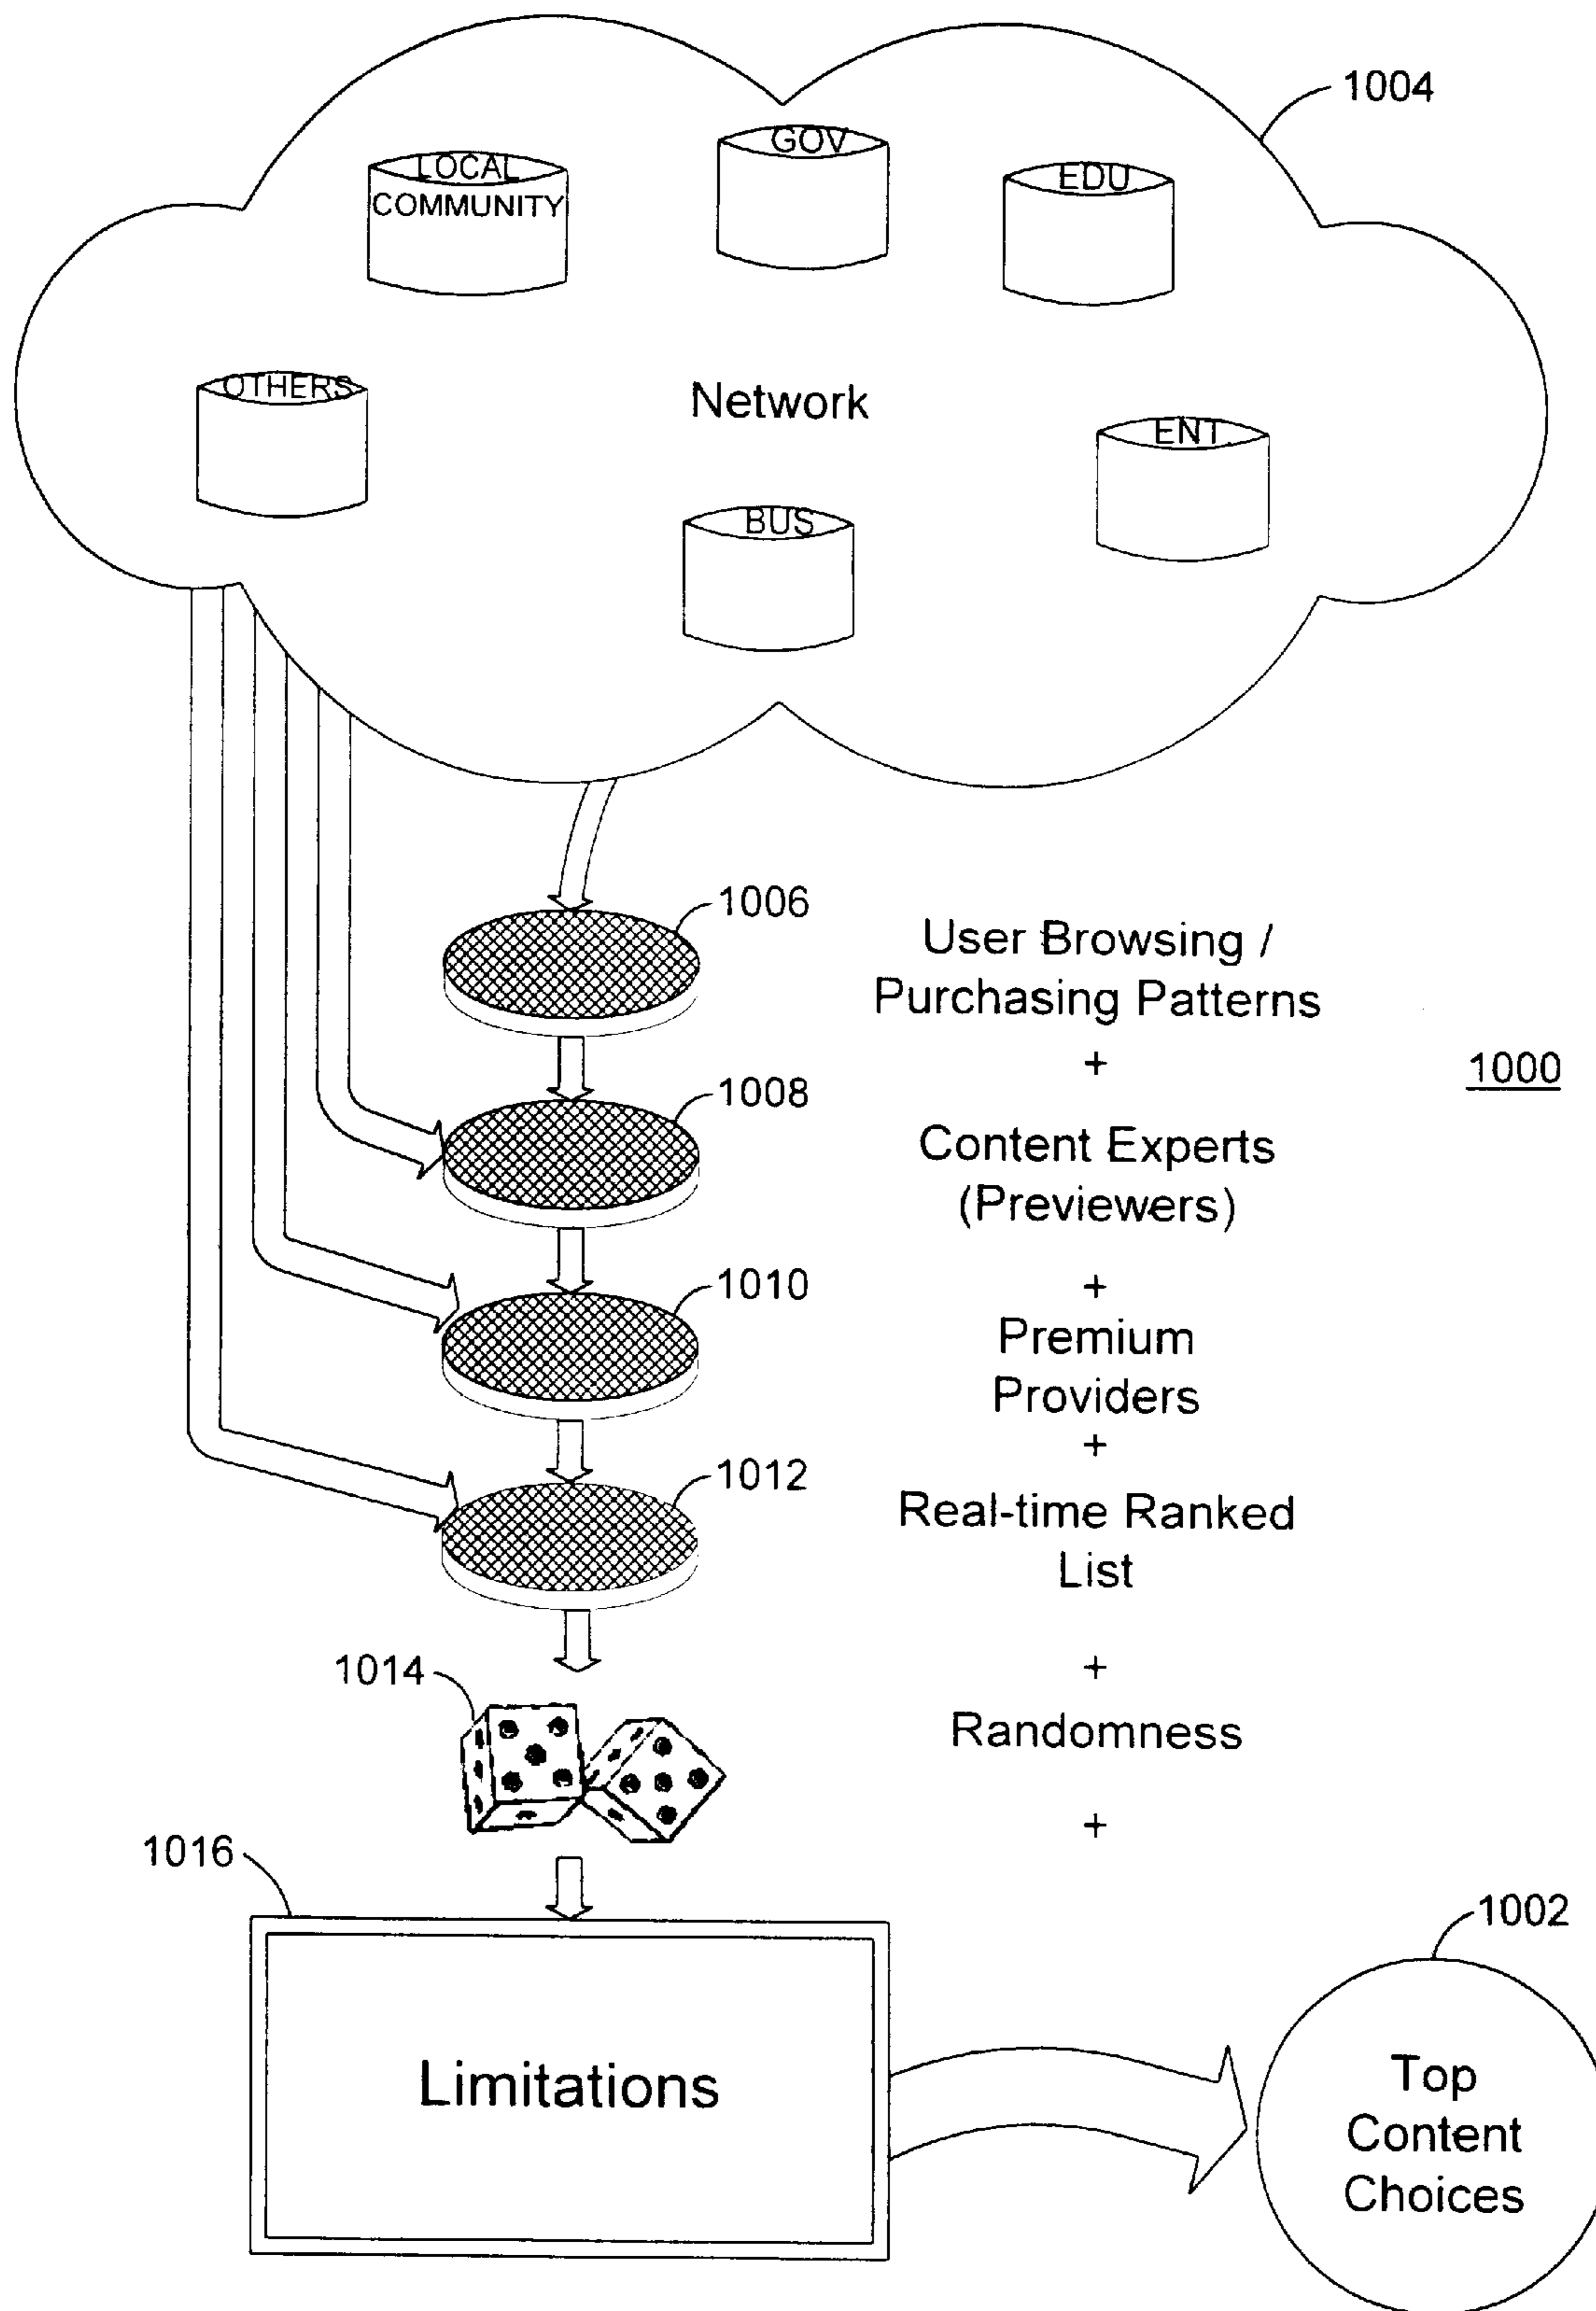 1004
GOV
LOCAL
COMMUNITY
EDU
OTHERS
Network
ENT
BUS
1006
User Browsing /
Purchasing Patterns
+
1000
1008
Content Experts
(Previewers)
+
1010
Premium
Providers
+
1012
Real-time Ranked
List
+
1014
Randomness
+
1016
1002
Limitations
Top
Content
Choices